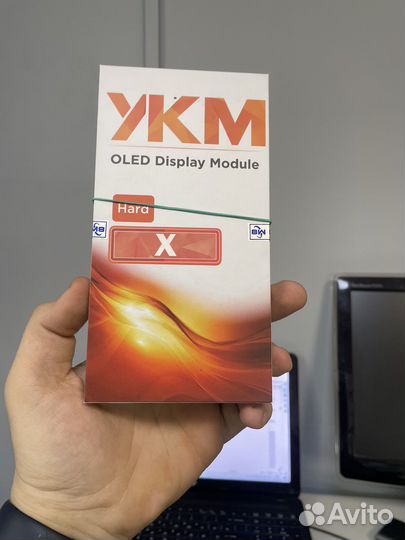 YKM
OLED Display Module
Hard
X
Avito